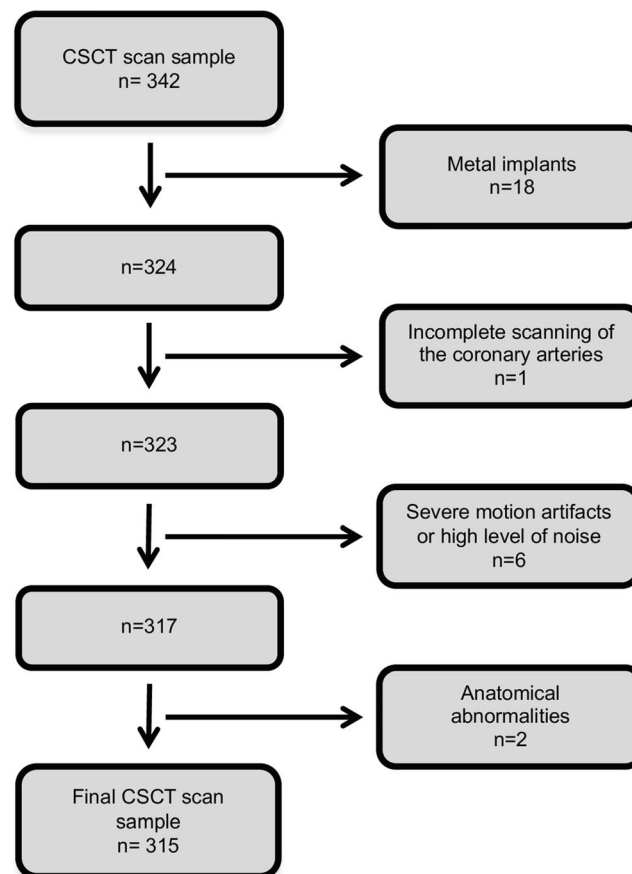 CSCT scan sample
n= 342
Metal implants
n=18
n=324
Incomplete scanning of
the coronary arteries
n=1
n=323
Severe motion artifacts
or high level of noise
n=6
n=317
Anatomical
abnormalities
n=2
Final CSCT scan
sample
n= 315